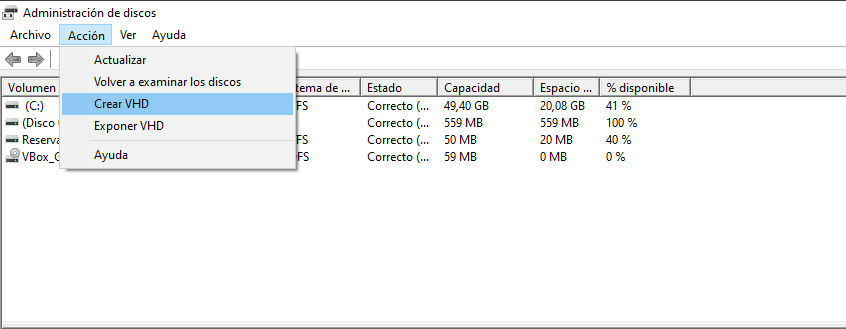 Administración de discos
Archivo Acción Ver Ayuda
Actualizar
Volver a examinar los discos
Crear VHD
Exponer VHD
Ayuda
Volumen tema de ... Estado Capacidad Espacio ... % disponible
(C:) FS Correcto (... 49,40 GB 20,08 GB 41 %
(Disco FS Correcto (... 559 MB 559 MB 100 %
Reserva FS Correcto (... 50 MB 20 MB 40 %
VBox_G FS Correcto (... 59 MB 0 MB 0 %